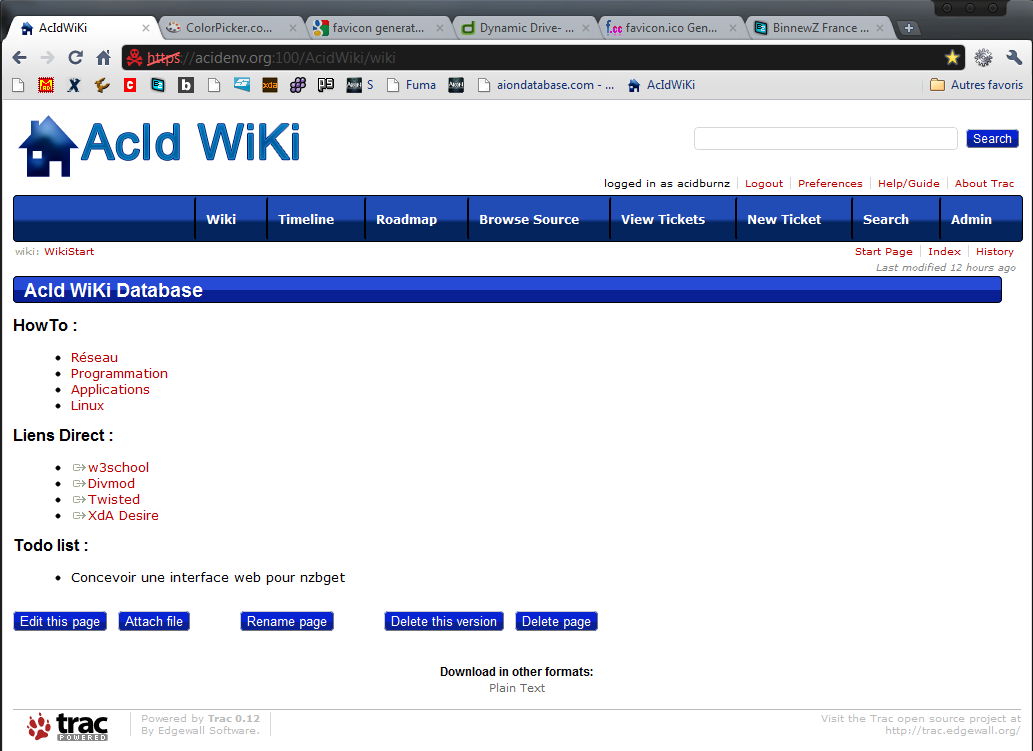 AcIdWiKi
ColorPicker.co...
favicon generat...
Dynamic Drive- ...
f.cc
favicon.ico Gen...
BinnewZ France ...
https://acidenv.org:100/AcidWiki/wiki
S
Fuma
aiondatabase.com - ...
AcIdWiKi
Autres favoris
AcId WiKi
Search
logged in as acidburnz
Logout
Preferences
Help/Guide
About Trac
Wiki
Timeline
Roadmap
Browse Source
View Tickets
New Ticket
Search
Admin
wiki: WikiStart
Start Page
Index
History
Last modified 12 hours ago
AcId WiKi Database
HowTo :
Réseau
Programmation
Applications
Linux
Liens Direct :
w3school
Divmod
Twisted
XdA Desire
Todo list :
Concevoir une interface web pour nzbget
Edit this page
Attach file
Rename page
Delete this version
Delete page
Download in other formats:
Plain Text
trac
POWERED
Powered by Trac 0.12
By Edgewall Software.
Visit the Trac open source project at
http://trac.edgewall.org/